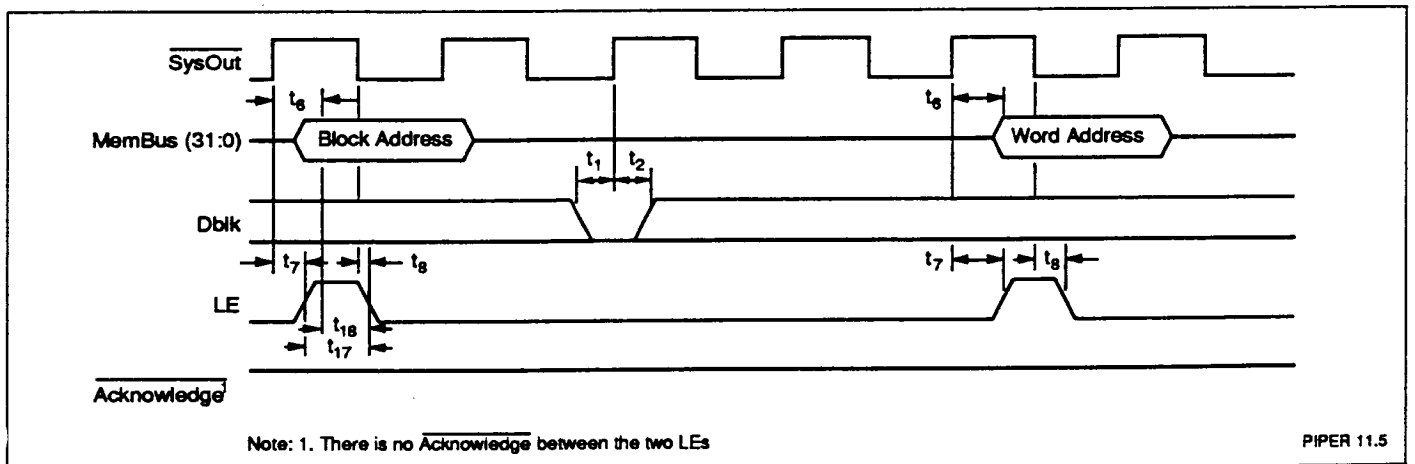 SysOut
t6
t6
MemBus (31:0)
Block Address
Word Address
t1
t2
Dblk
t7
t8
t7
t8
LE
t18
t17
Acknowledge1
Note: 1. There is no Acknowledge between the two LEs
PIPER 11.5